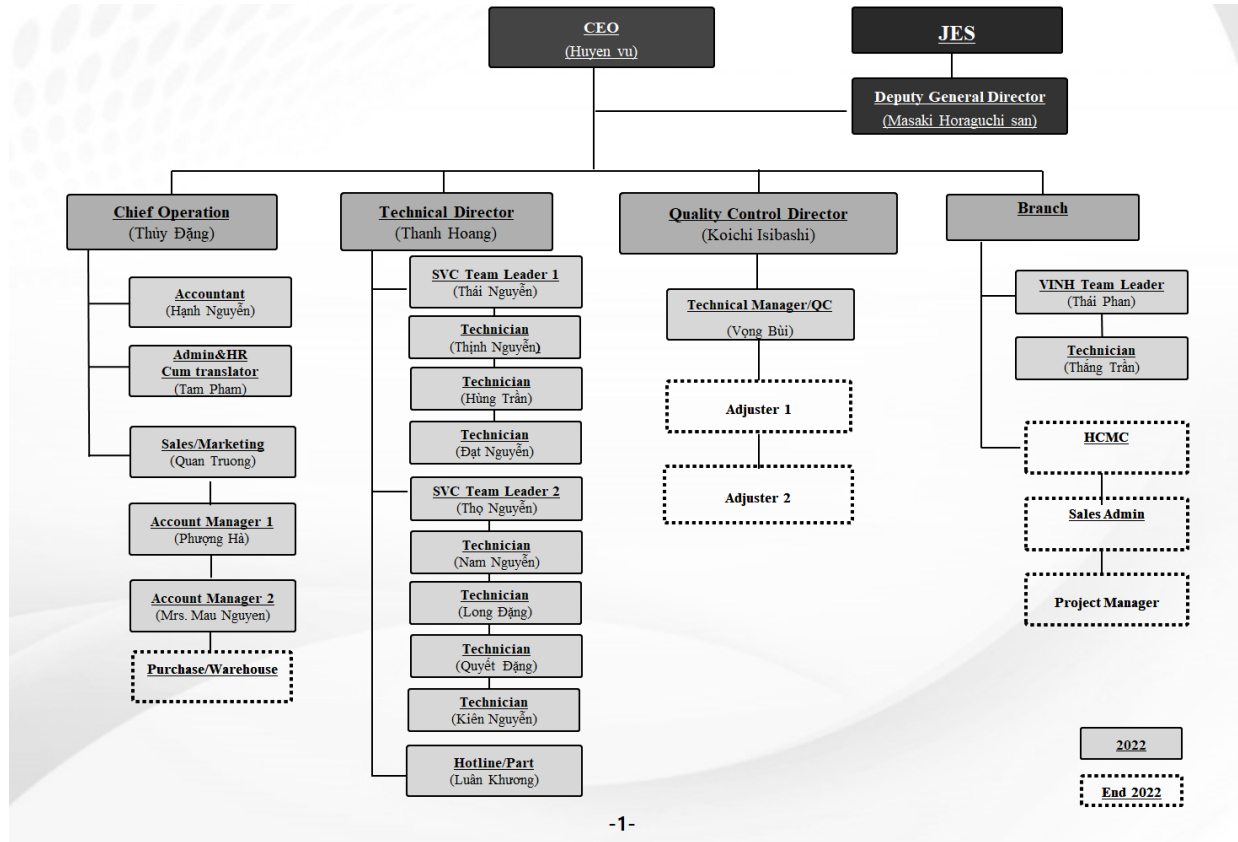 CEO
(Huyen vu)
JES
Deputy General Director
(Masaki Horaguchi san)
Chief Operation
(Thùy Đặng)
Accountant
(Hạnh Nguyễn)
Admin&HR
Cum translator
(Tam Pham)
Sales/Marketing
(Quan Truong)
Account Manager 1
(Phượng Hà)
Account Manager 2
(Mrs. Mau Nguyen)
Purchase/Warehouse
Technical Director
(Thanh Hoang)
SVC Team Leader 1
(Thái Nguyễn)
Technician
(Thịnh Nguyễn)
Technician
(Hùng Trần)
Technician
(Đạt Nguyễn)
SVC Team Leader 2
(Thọ Nguyễn)
Technician
(Nam Nguyễn)
Technician
(Long Đặng)
Technician
(Quyết Đặng)
Technician
(Kiên Nguyễn)
Hotline/Part
(Luân Khương)
Quality Control Director
(Koichi Isibashi)
Technical Manager/QC
(Vọng Bùi)
Adjuster 1
Adjuster 2
Branch
VINH Team Leader
(Thái Phan)
Technician
(Thắng Trần)
HCMC
Sales Admin
Project Manager
2022
End 2022
-1-